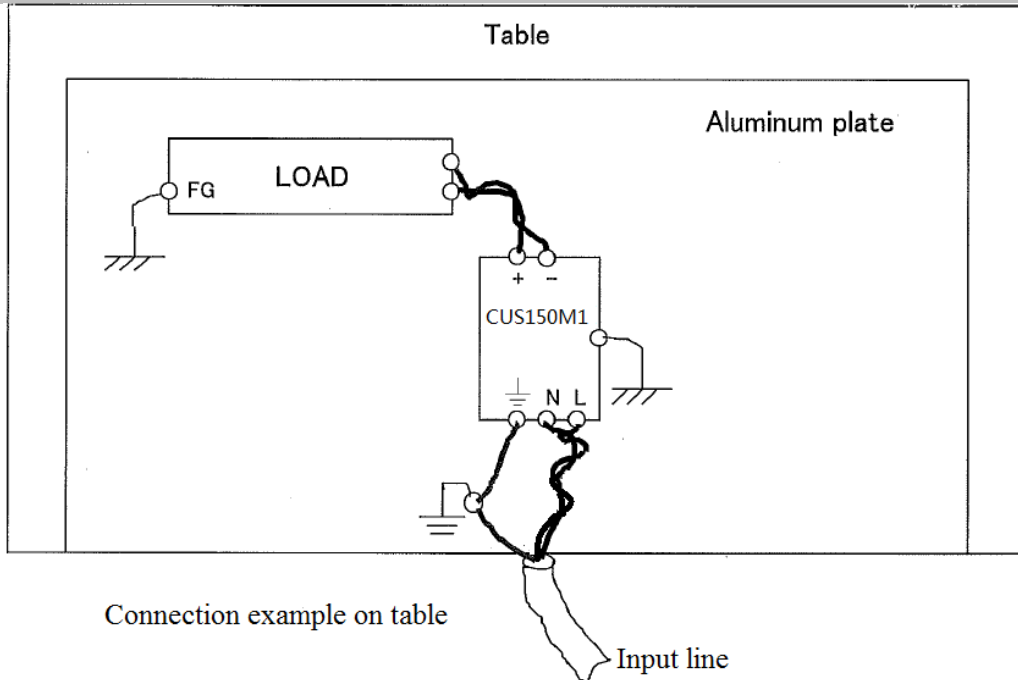 Table
Aluminum plate
LOAD
FG
+ -
CUS150M1
N L
Connection example on table
Input line